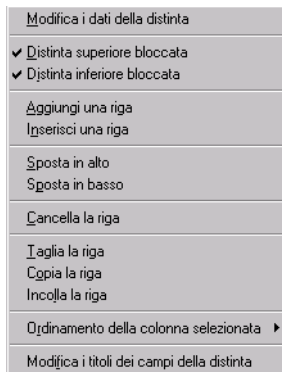 Modifica i dati della distinta
Distinta superiore bloccata
Distinta inferiore bloccata
Aggiungi una riga
Inserisci una riga
Sposta in alto
Sposta in basso
Cancella la riga
Taglia la riga
Copia la riga
Incolla la riga
Ordinamento della colonna selezionata
Modifica i titoli dei campi della distinta